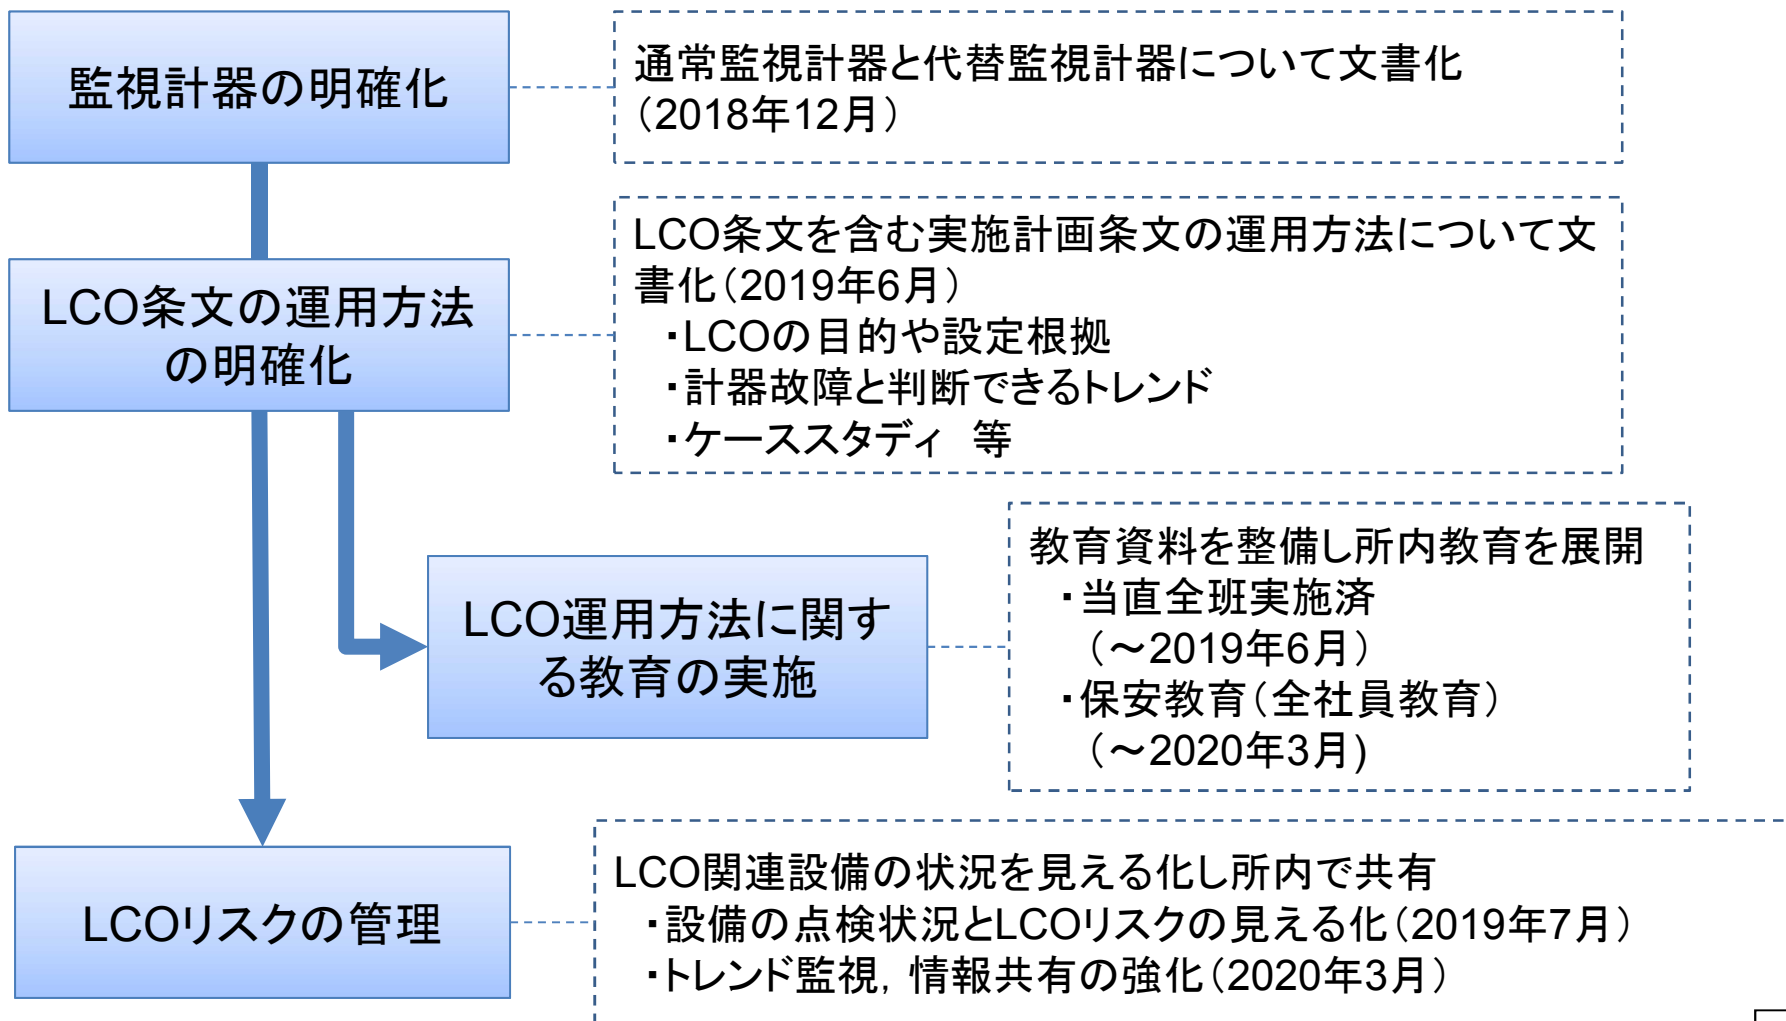 監視計器の明確化
通常監視計器と代替監視計器について文書化
（2018年12月）
LCO条文の運用方法
の明確化
LCO条文を含む実施計画条文の運用方法について文
書化（2019年6月）
・LCOの目的や設定根拠
・計器故障と判断できるトレンド
・ケーススタディ　等
LCO運用方法に関す
る教育の実施
教育資料を整備し所内教育を展開
・当直全班実施済
（～2019年6月）
・保安教育（全社員教育）
（～2020年3月)
LCOリスクの管理
LCO関連設備の状況を見える化し所内で共有
・設備の点検状況とLCOリスクの見える化（2019年7月）
・トレンド監視，情報共有の強化（2020年3月）